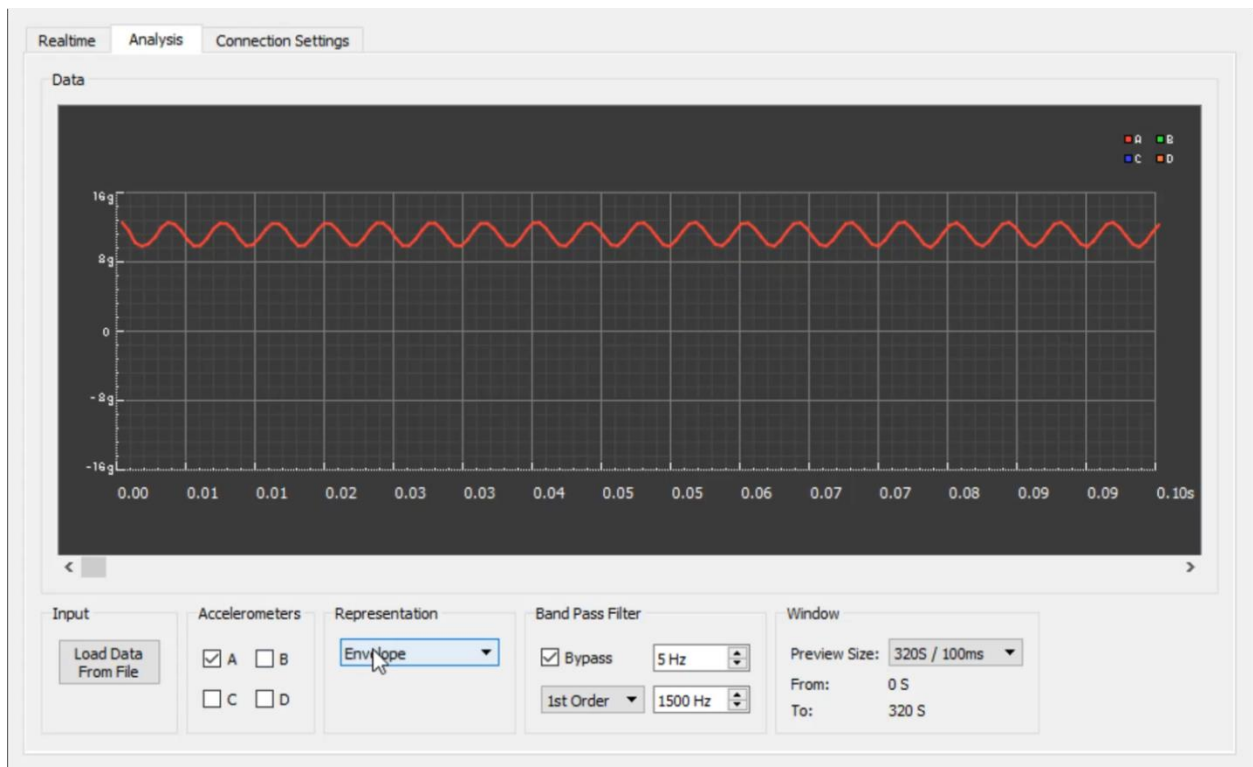 Realtime Analysis Connection Settings
Data
A B
C D
16g
8g
0
-8g
-16g
0.00 0.01 0.01 0.02 0.03 0.03 0.04 0.05 0.05 0.06 0.07 0.07 0.08 0.09 0.09 0.10s
Input Accelerometers Representation Band Pass Filter Window
Load Data
From File
A B
C D
Envelope
Bypass 5 Hz
1st Order 1500 Hz
Preview Size: 320S / 100ms
From: 0 S
To: 320 S